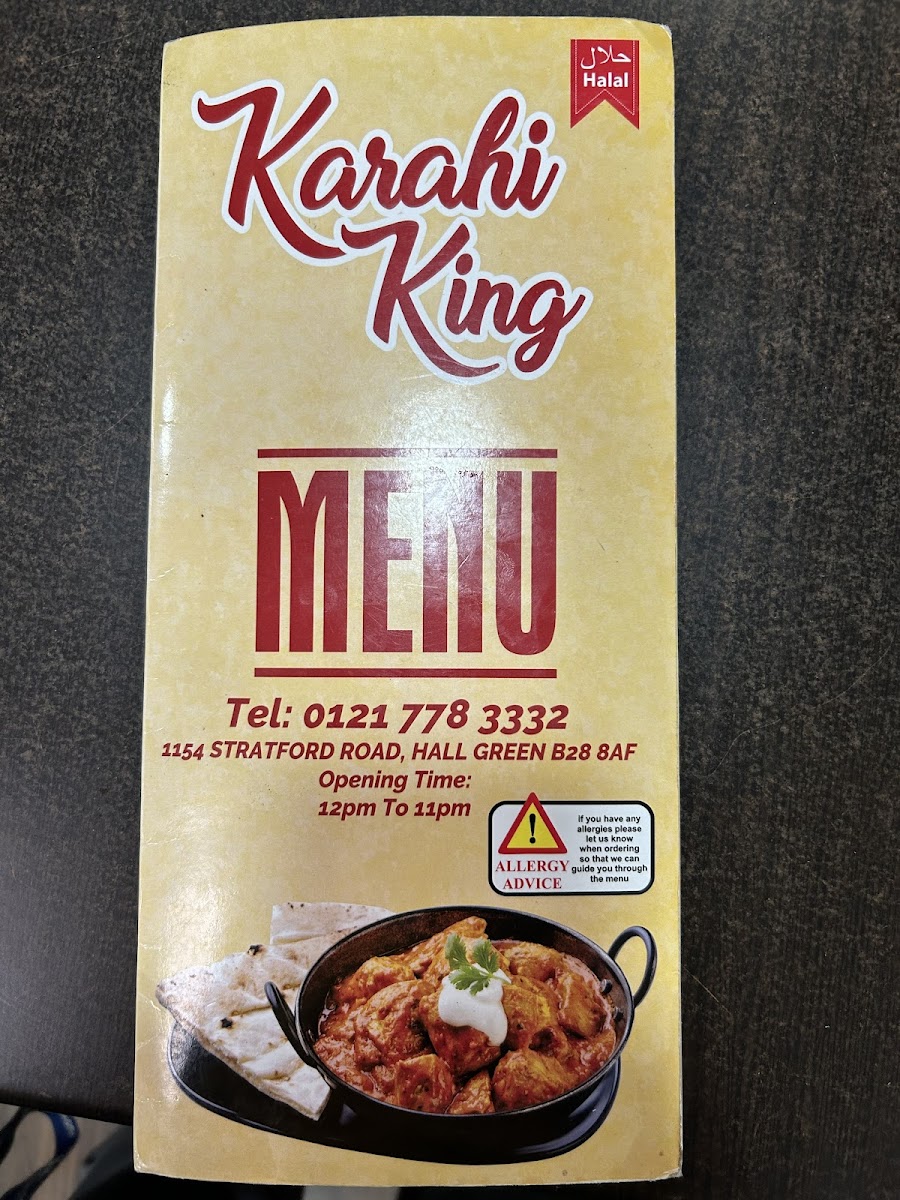 حلال
Halal
Karahi
King
MENU
Tel: 0121 778 3332
1154 STRATFORD ROAD, HALL GREEN B28 8AF
Opening Time:
12pm To 11pm
ALLERGY
ADVICE
if you have any
allergies please
let us know
when ordering
so that we can
guide you through
the menu